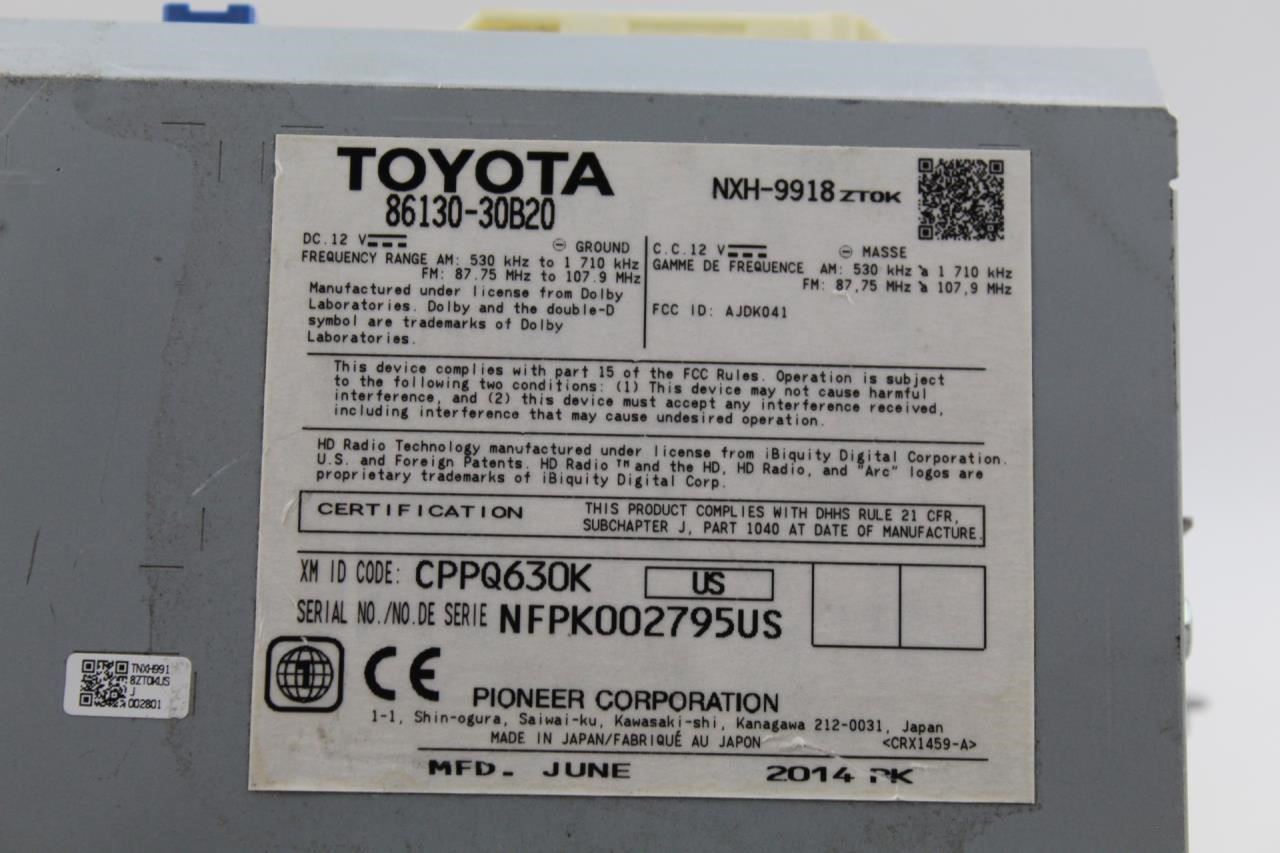 TOYOTA
86130-30B20
NXH-9918 ZTOK
DC.12 V
⊖ GROUND
FREQUENCY RANGE AM: 530 kHz to 1 710 kHz
FM: 87.75 MHz to 107.9 MHz
Manufactured under license from Dolby
Laboratories. Dolby and the double-D
symbol are trademarks of Dolby
Laboratories.
C.C.12 V
⊖ MASSE
GAMME DE FREQUENCE AM: 530 kHz à 1 710 kHz
FM: 87,75 MHz à 107,9 MHz
FCC ID: AJDK041
This device complies with part 15 of the FCC Rules. Operation is subject
to the following two conditions: (1) This device may not cause harmful
interference, and (2) this device must accept any interference received,
including interference that may cause undesired operation.
HD Radio Technology manufactured under license from iBiquity Digital Corporation.
U.S. and Foreign Patents. HD Radio™ and the HD, HD Radio, and "Arc" logos are
proprietary trademarks of iBiquity Digital Corp.
CERTIFICATION
THIS PRODUCT COMPLIES WITH DHHS RULE 21 CFR,
SUBCHAPTER J, PART 1040 AT DATE OF MANUFACTURE.
XM ID CODE: CPPQ630K
US
SERIAL NO./NO.DE SERIE NFPK002795US
1
CE
PIONEER CORPORATION
1-1, Shin-ogura, Saiwai-ku, Kawasaki-shi, Kanagawa 212-0031, Japan
MADE IN JAPAN/FABRIQUÉ AU JAPON
<CRX1459-A>
MFD. JUNE 2014 PK
TNXH991
8ZTOKUS
J
002801